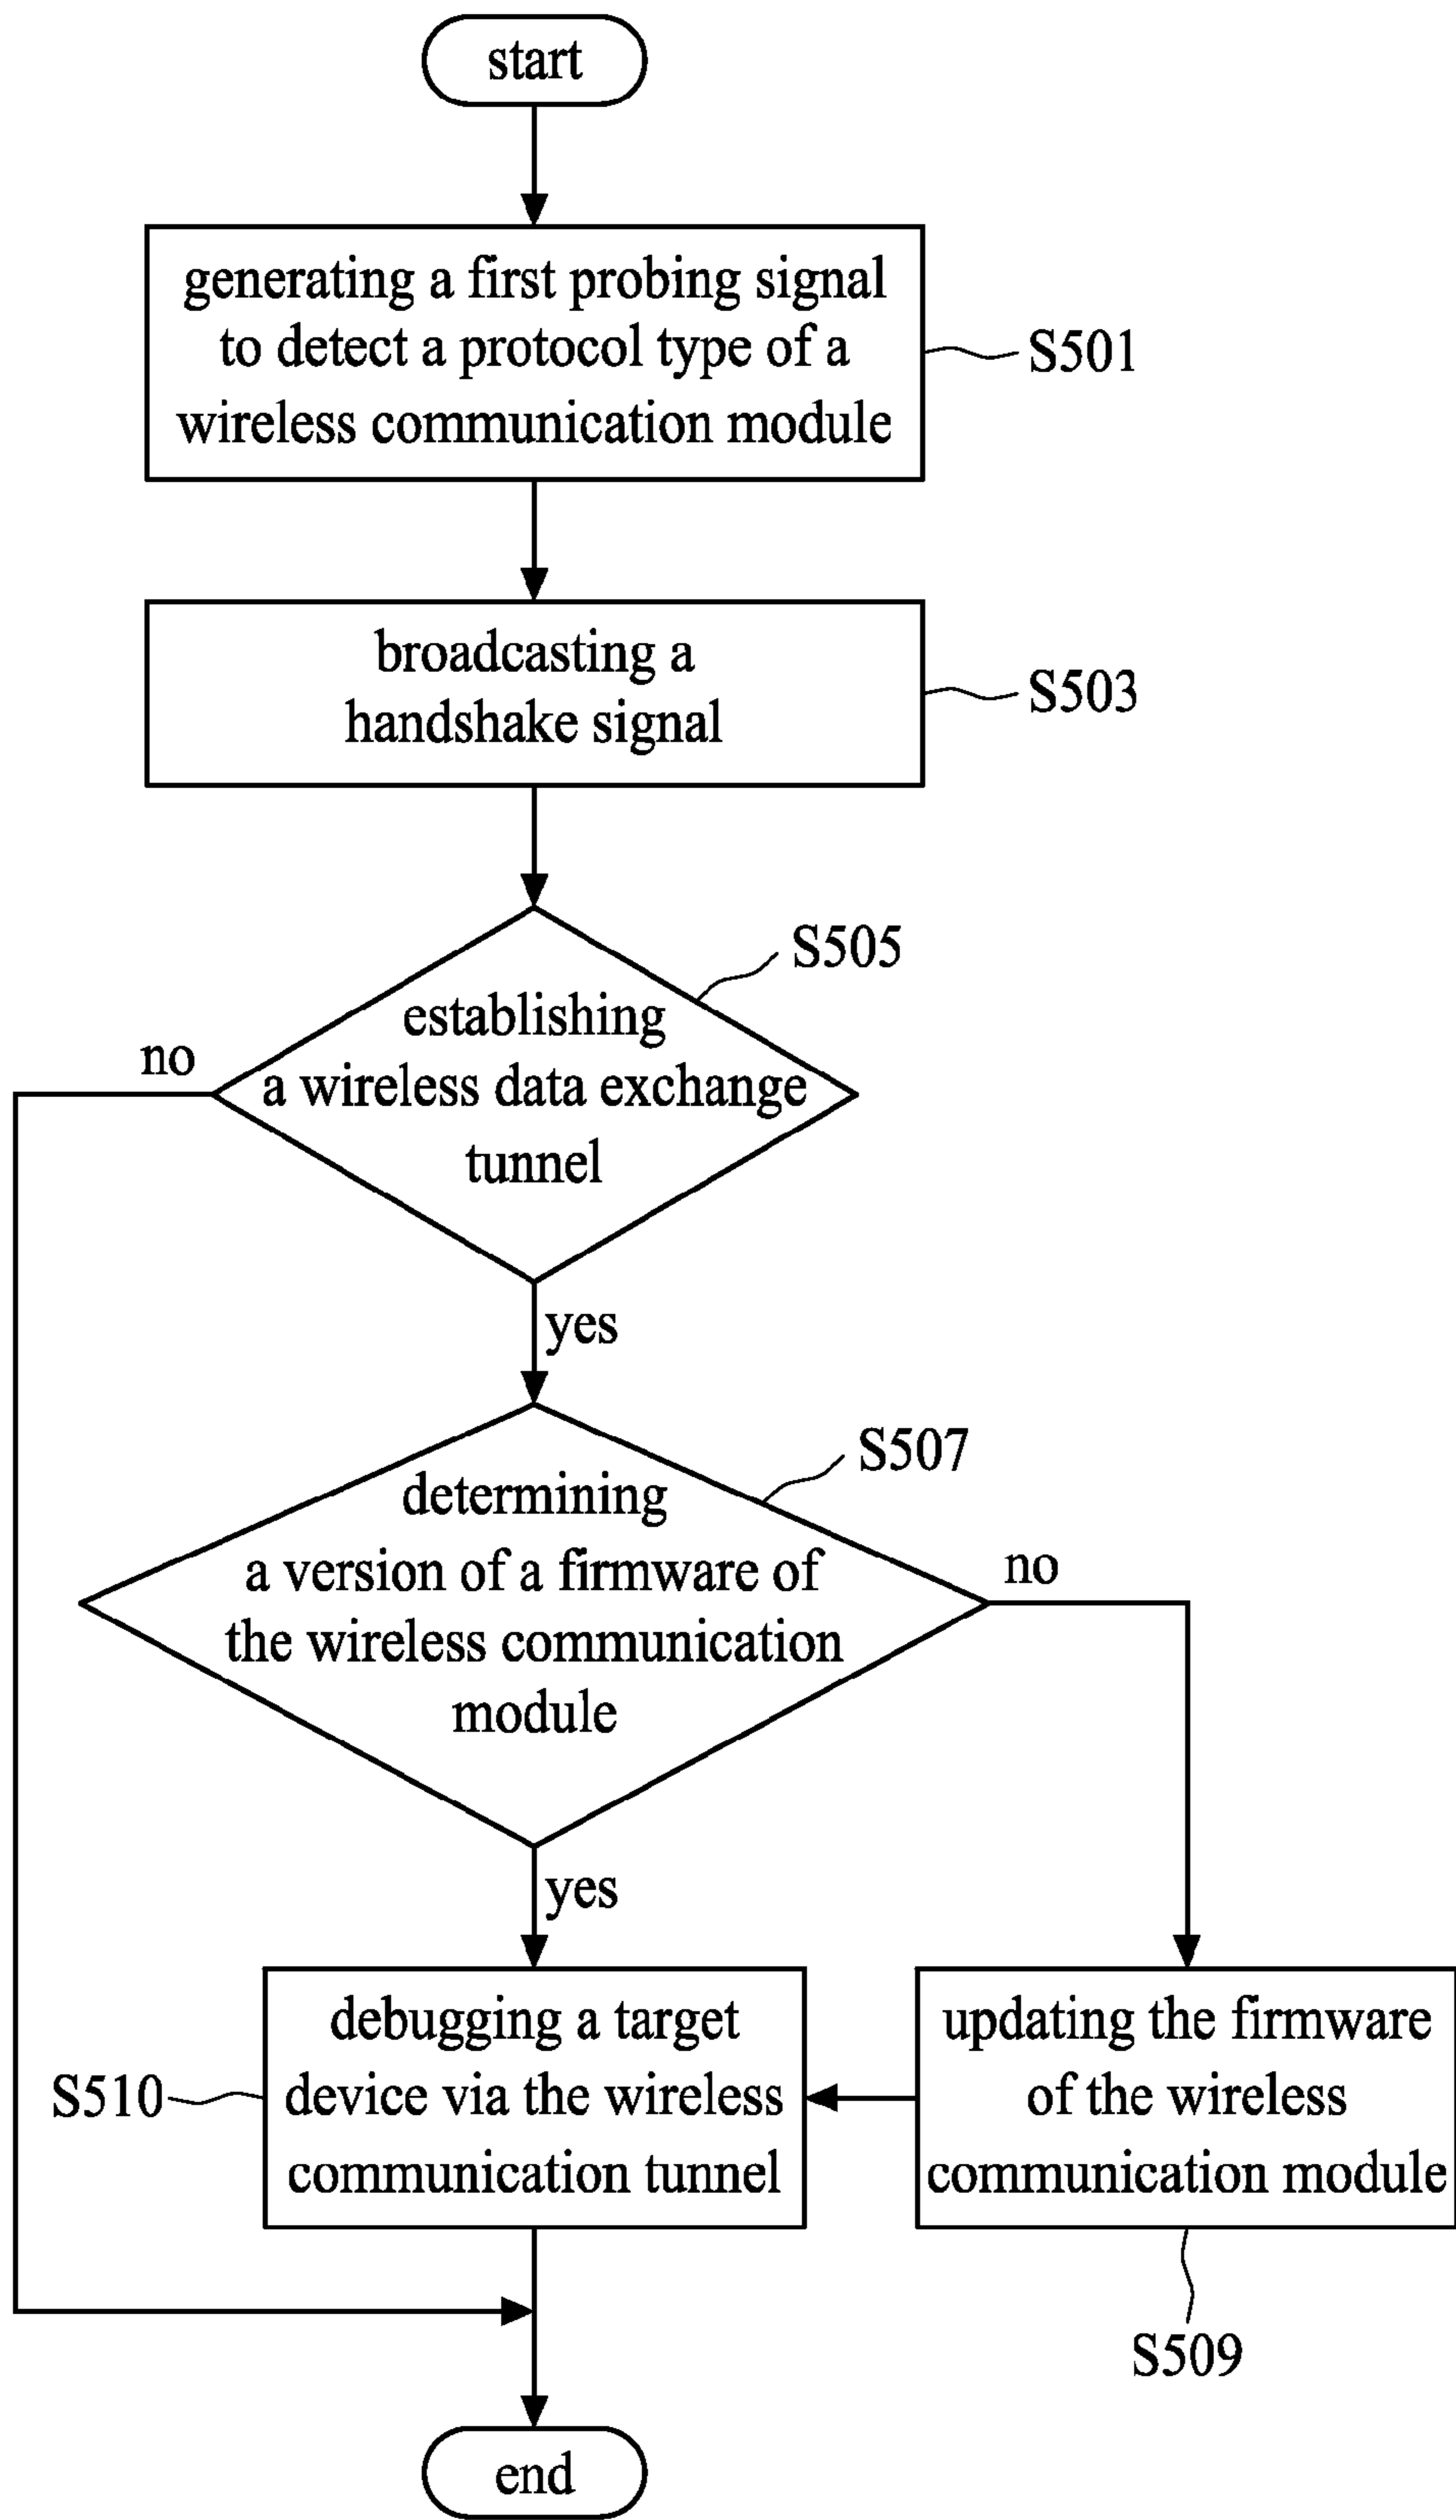 start
generating a first probing signal
to detect a protocol type of a
wireless communication module
S501
broadcasting a
handshake signal
S503
S505
establishing
a wireless data exchange
tunnel
no
yes
S507
determining
a version of a firmware of
the wireless communication
module
no
yes
debugging a target
device via the wireless
communication tunnel
S510
updating the firmware
of the wireless
communication module
S509
end